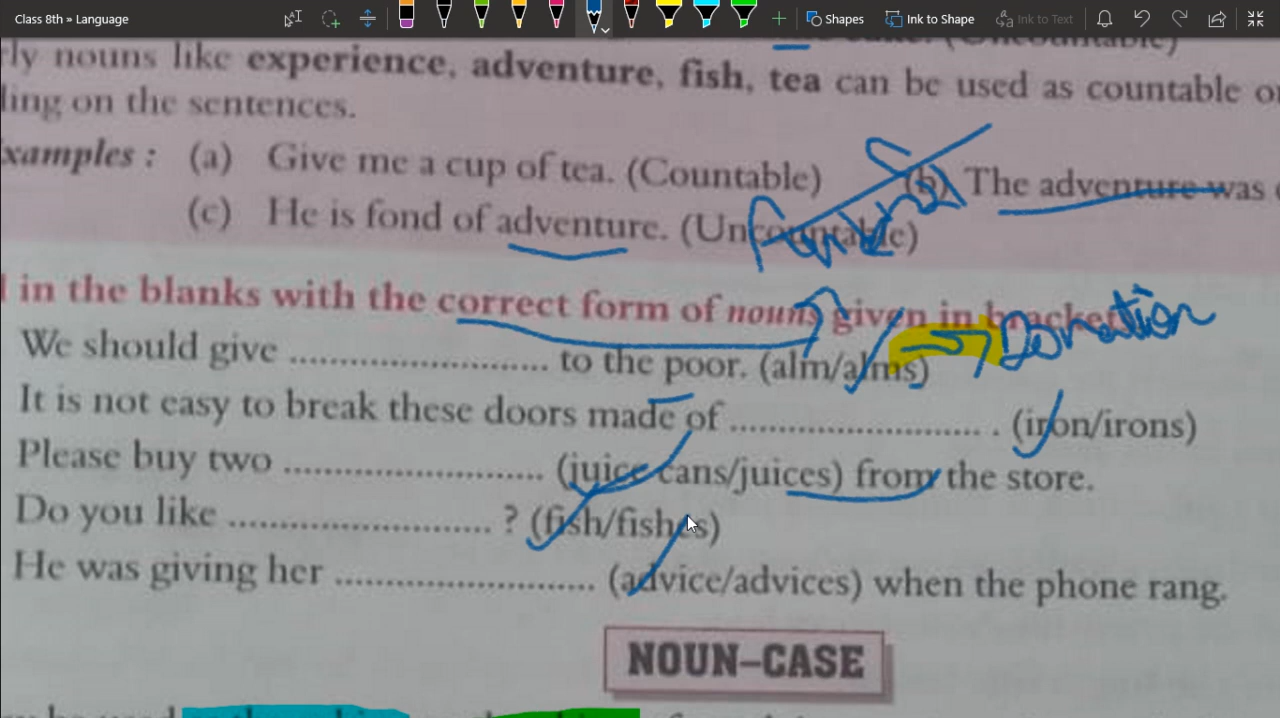 Class 8th » Language
Shapes Ink to Shape Ink to Text
rly nouns like experience, adventure, fish, tea can be used as countable o
ling on the sentences.
xamples : (a) Give me a cup of tea. (Countable) (b) The adventure was
(c) He is fond of adventure. (Uncountable)
in the blanks with the correct form of nouns given in bracket
Donation
We should give .......................... to the poor. (alm/alms)
It is not easy to break these doors made of .......................... . (iron/irons)
Please buy two .......................... (juice cans/juices) from the store.
Do you like .......................... ? (fish/fishes)
He was giving her .......................... (advice/advices) when the phone rang.
NOUN–CASE